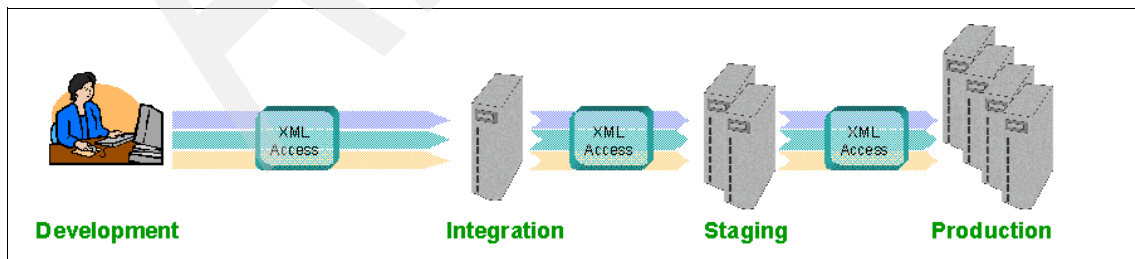 XML
Access
XML
Access
XML
Access
Development
Integration
Staging
Production